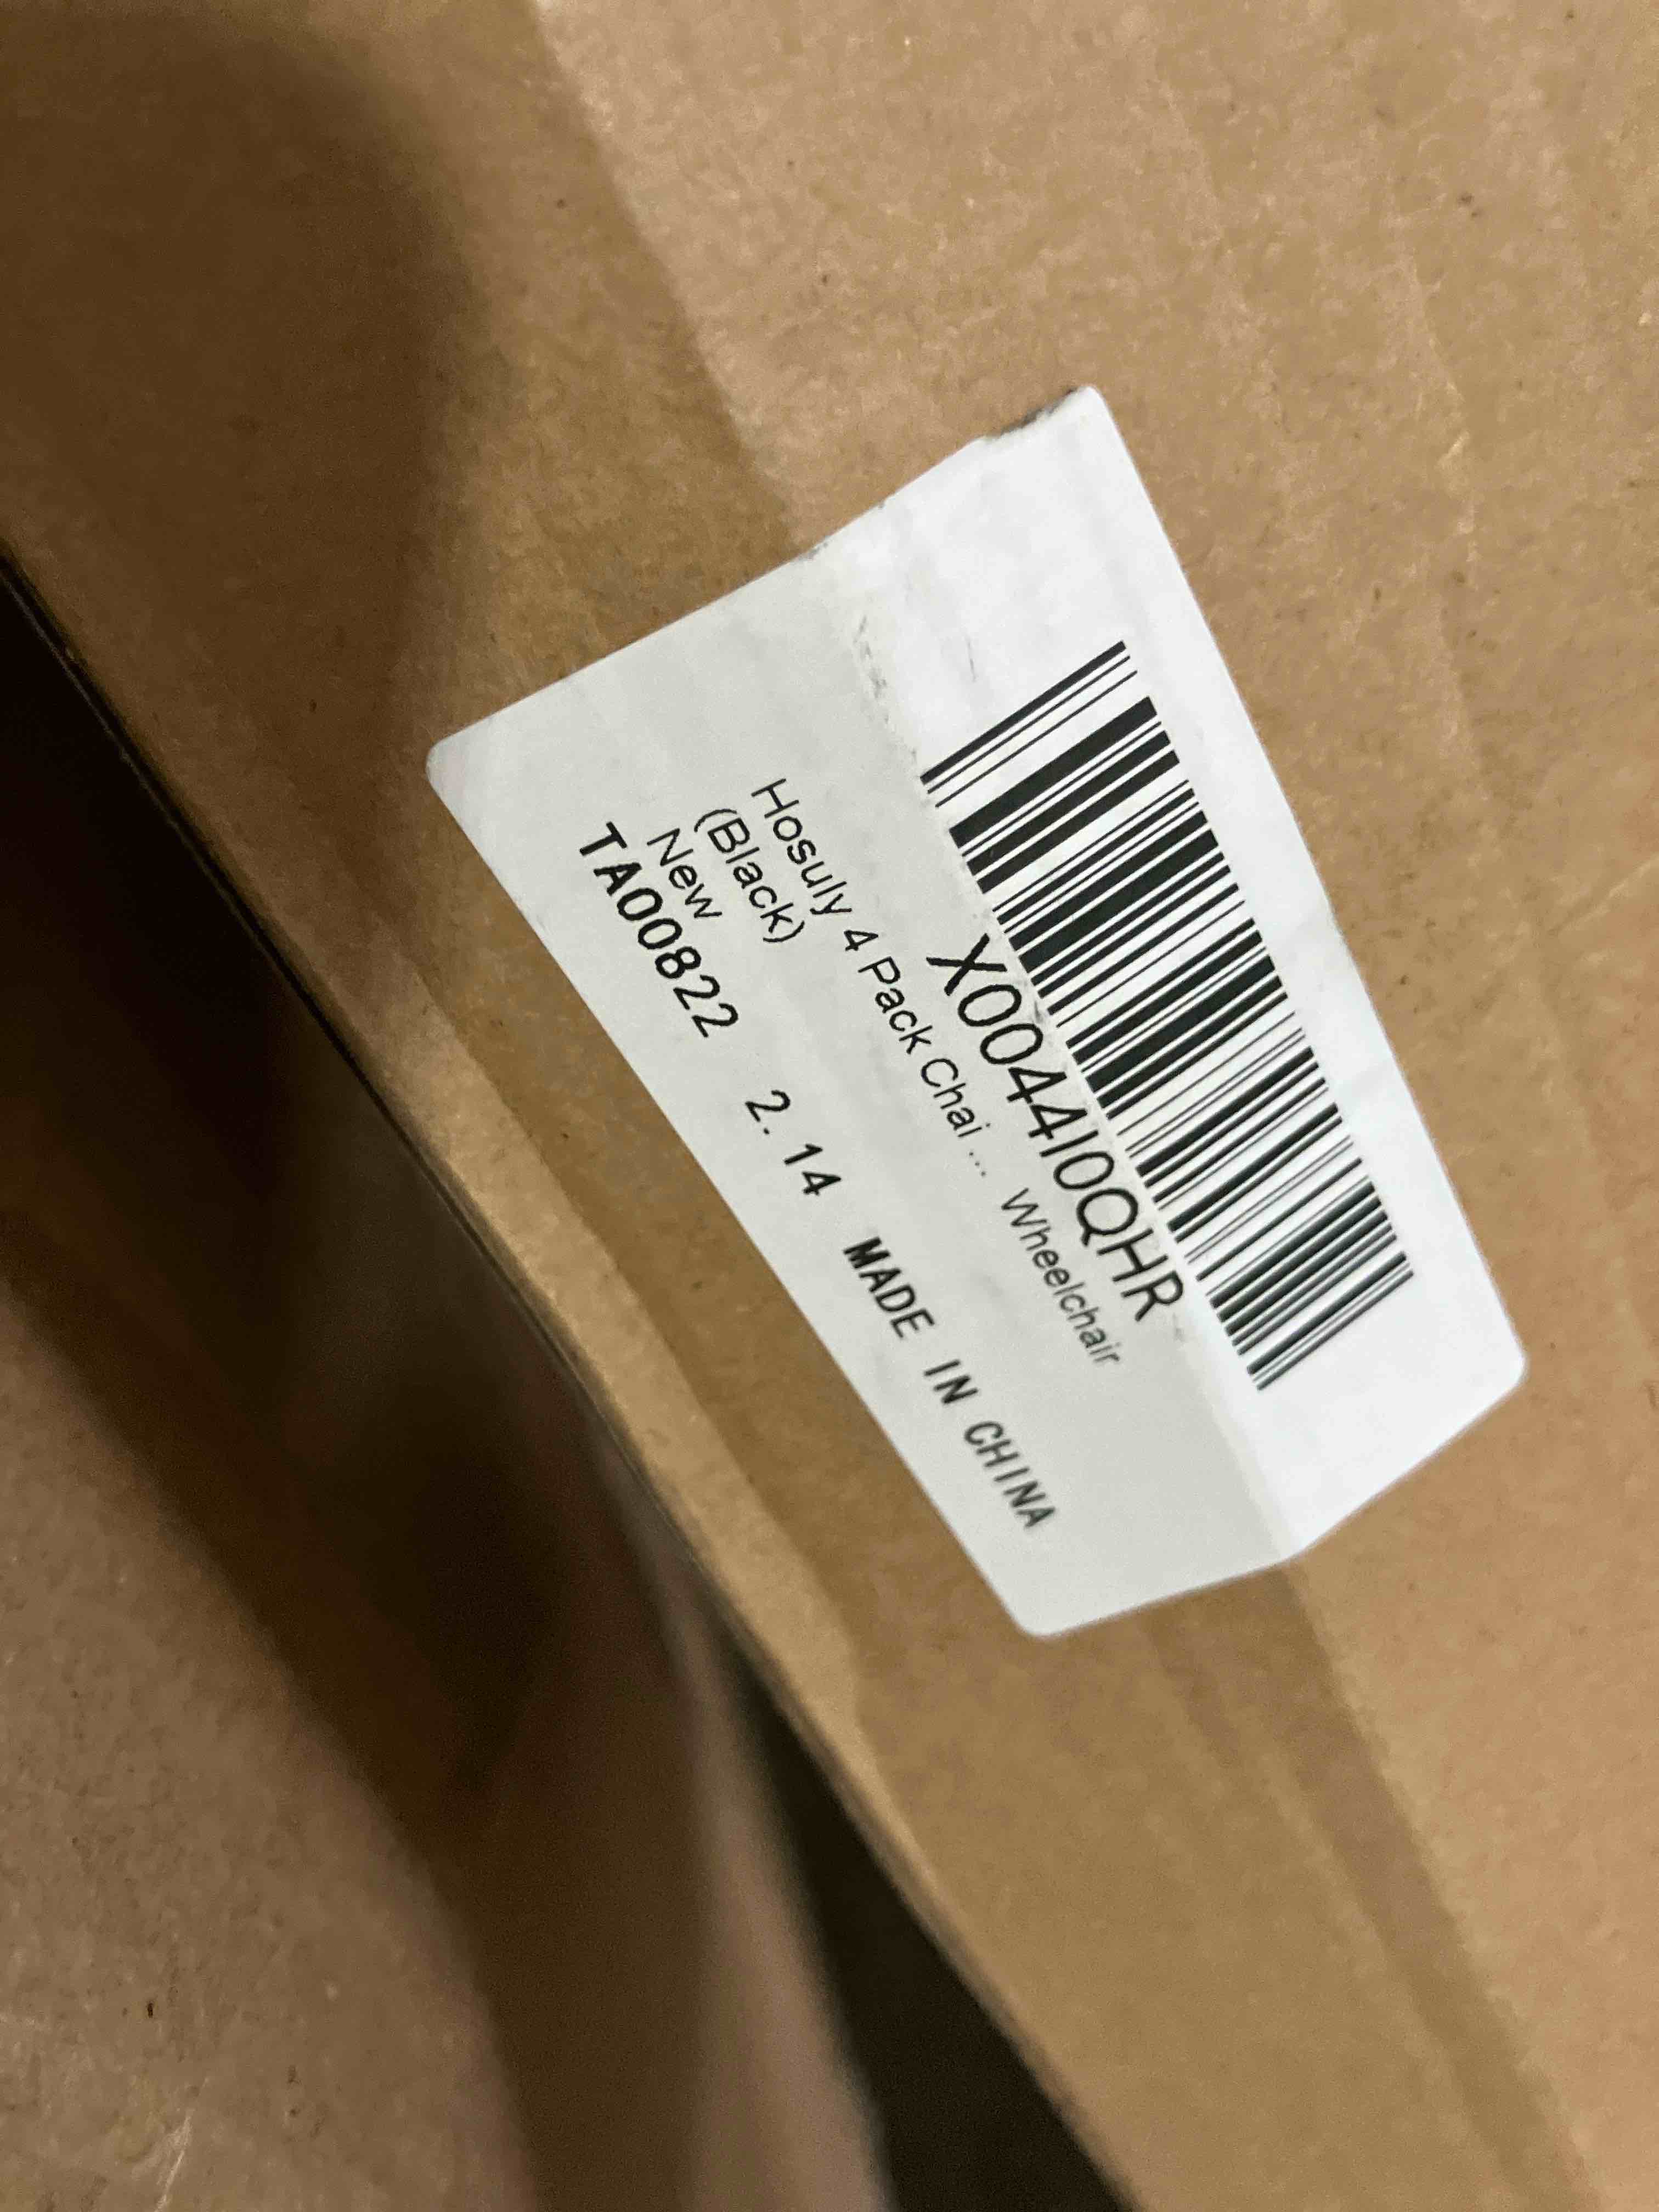 X0044I0QHR
Hosuly 4 Pack Chai ... Wheelchair
(Black)
New
TA00822 2.14 MADE IN CHINA